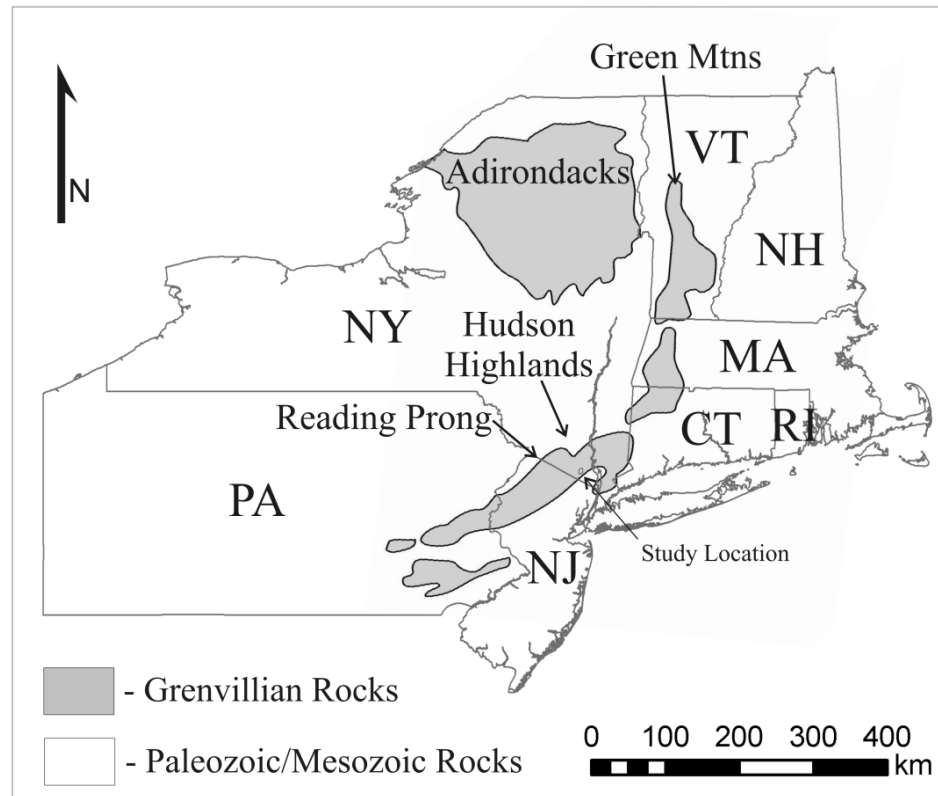 Green Mtns
VT
Adirondacks
N
NH
NY
Hudson
Highlands
MA
Reading Prong
CT
RI
PA
Study Location
NJ
- Grenvillian Rocks
- Paleozoic/Mesozoic Rocks
0 100 200 300 400
km